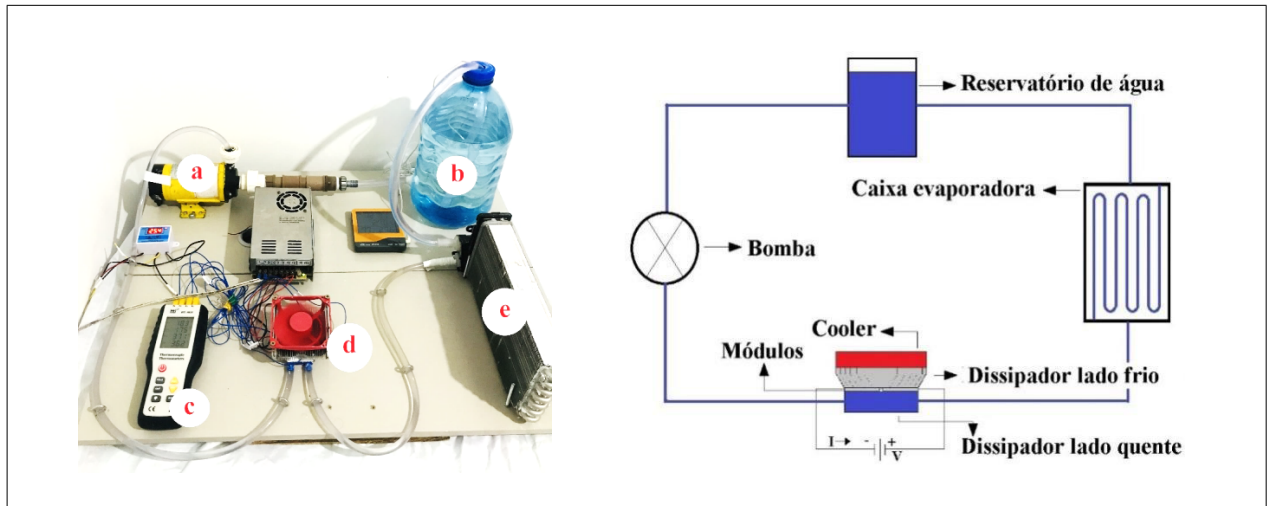 a
b
c
d
e
Reservatório de água
Caixa evaporadora
Bomba
Cooler
Módulos
Dissipador lado frio
I
-
+
V
Dissipador lado quente